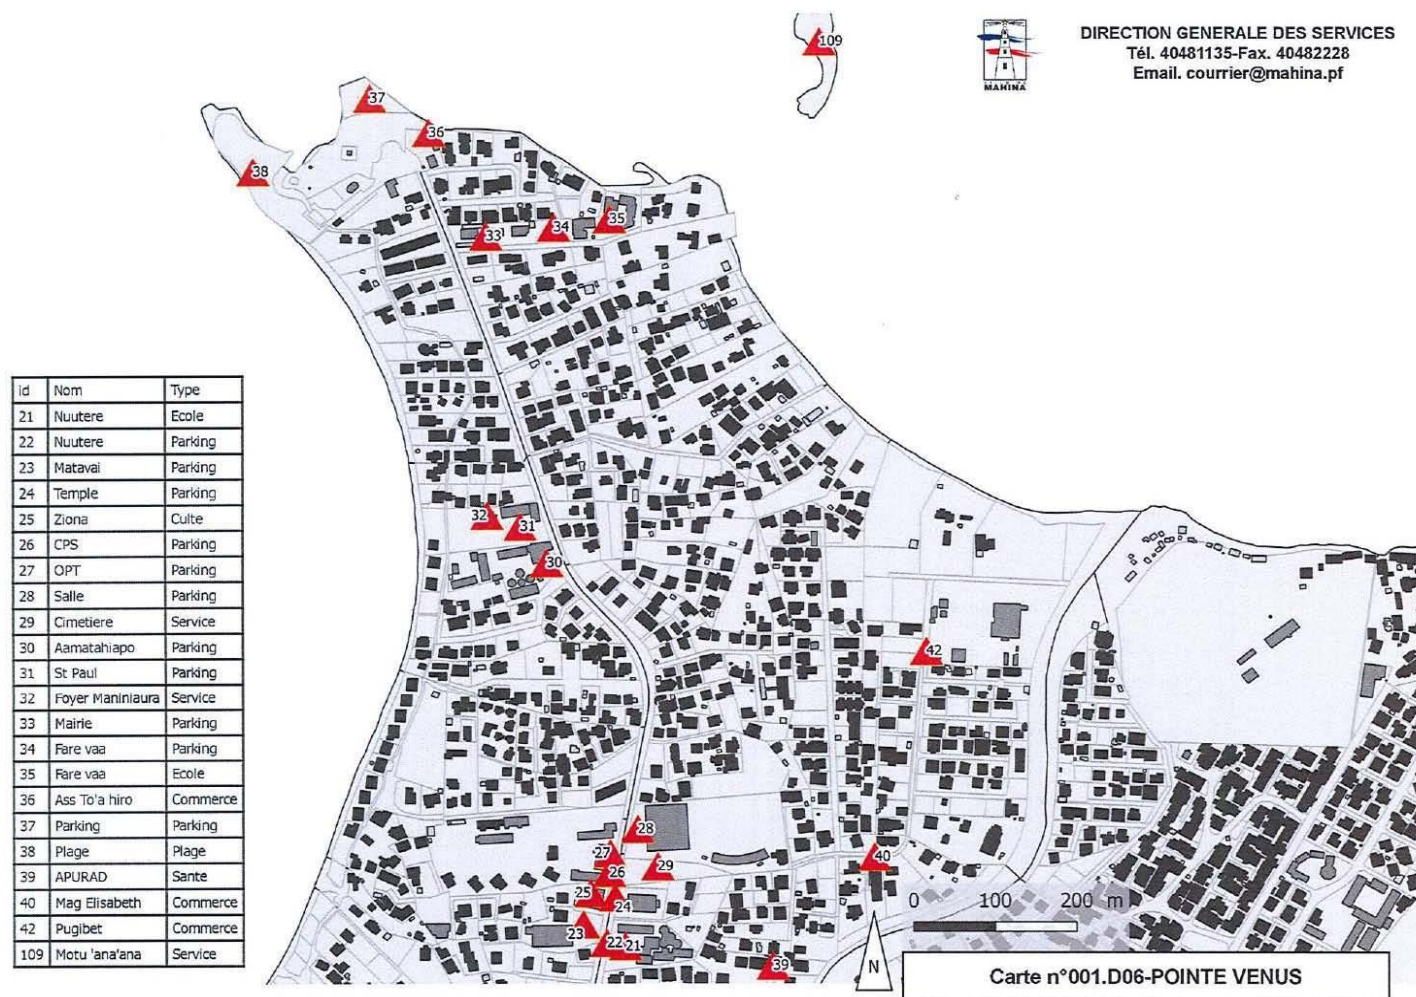 DIRECTION GENERALE DES SERVICES
Tél. 40481135-Fax. 40482228
Email. courrier@mahina.pf
MAHINA
109
37
36
38
35
34
33
id Nom Type
21 Nuutere Ecole
22 Nuutere Parking
23 Matavai Parking
24 Temple Parking
25 Ziona Culte
26 CPS Parking
27 OPT Parking
28 Salle Parking
29 Cimetiere Service
30 Aamatahiapo Parking
31 St Paul Parking
32 Foyer Maniniaura Service
33 Mairie Parking
34 Fare vaa Parking
35 Fare vaa Ecole
36 Ass To'a hiro Commerce
37 Parking Parking
38 Plage Plage
39 APURAD Sante
40 Mag Elisabeth Commerce
42 Pugibet Commerce
109 Motu 'ana'ana Service
32
31
30
42
28
27
29
40
26
25
24
23
22
21
39
0 100 200 m
N
Carte n°001.D06-POINTE VENUS